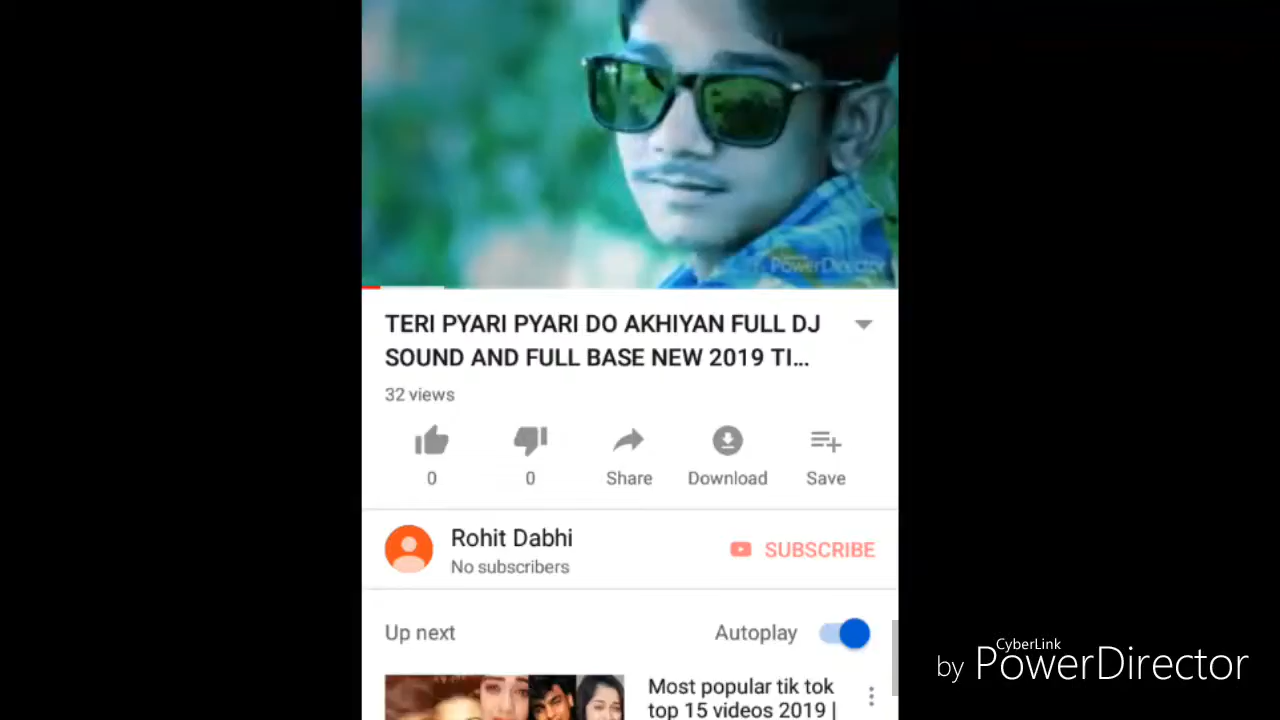 PowerDirector
TERI PYARI PYARI DO AKHIYAN FULL DJ
SOUND AND FULL BASE NEW 2019 TI...
32 views
0
0
Share
Download
Save
Rohit Dabhi
No subscribers
SUBSCRIBE
Up next
Autoplay
Most popular tik tok
top 15 videos 2019 |
CyberLink
by PowerDirector